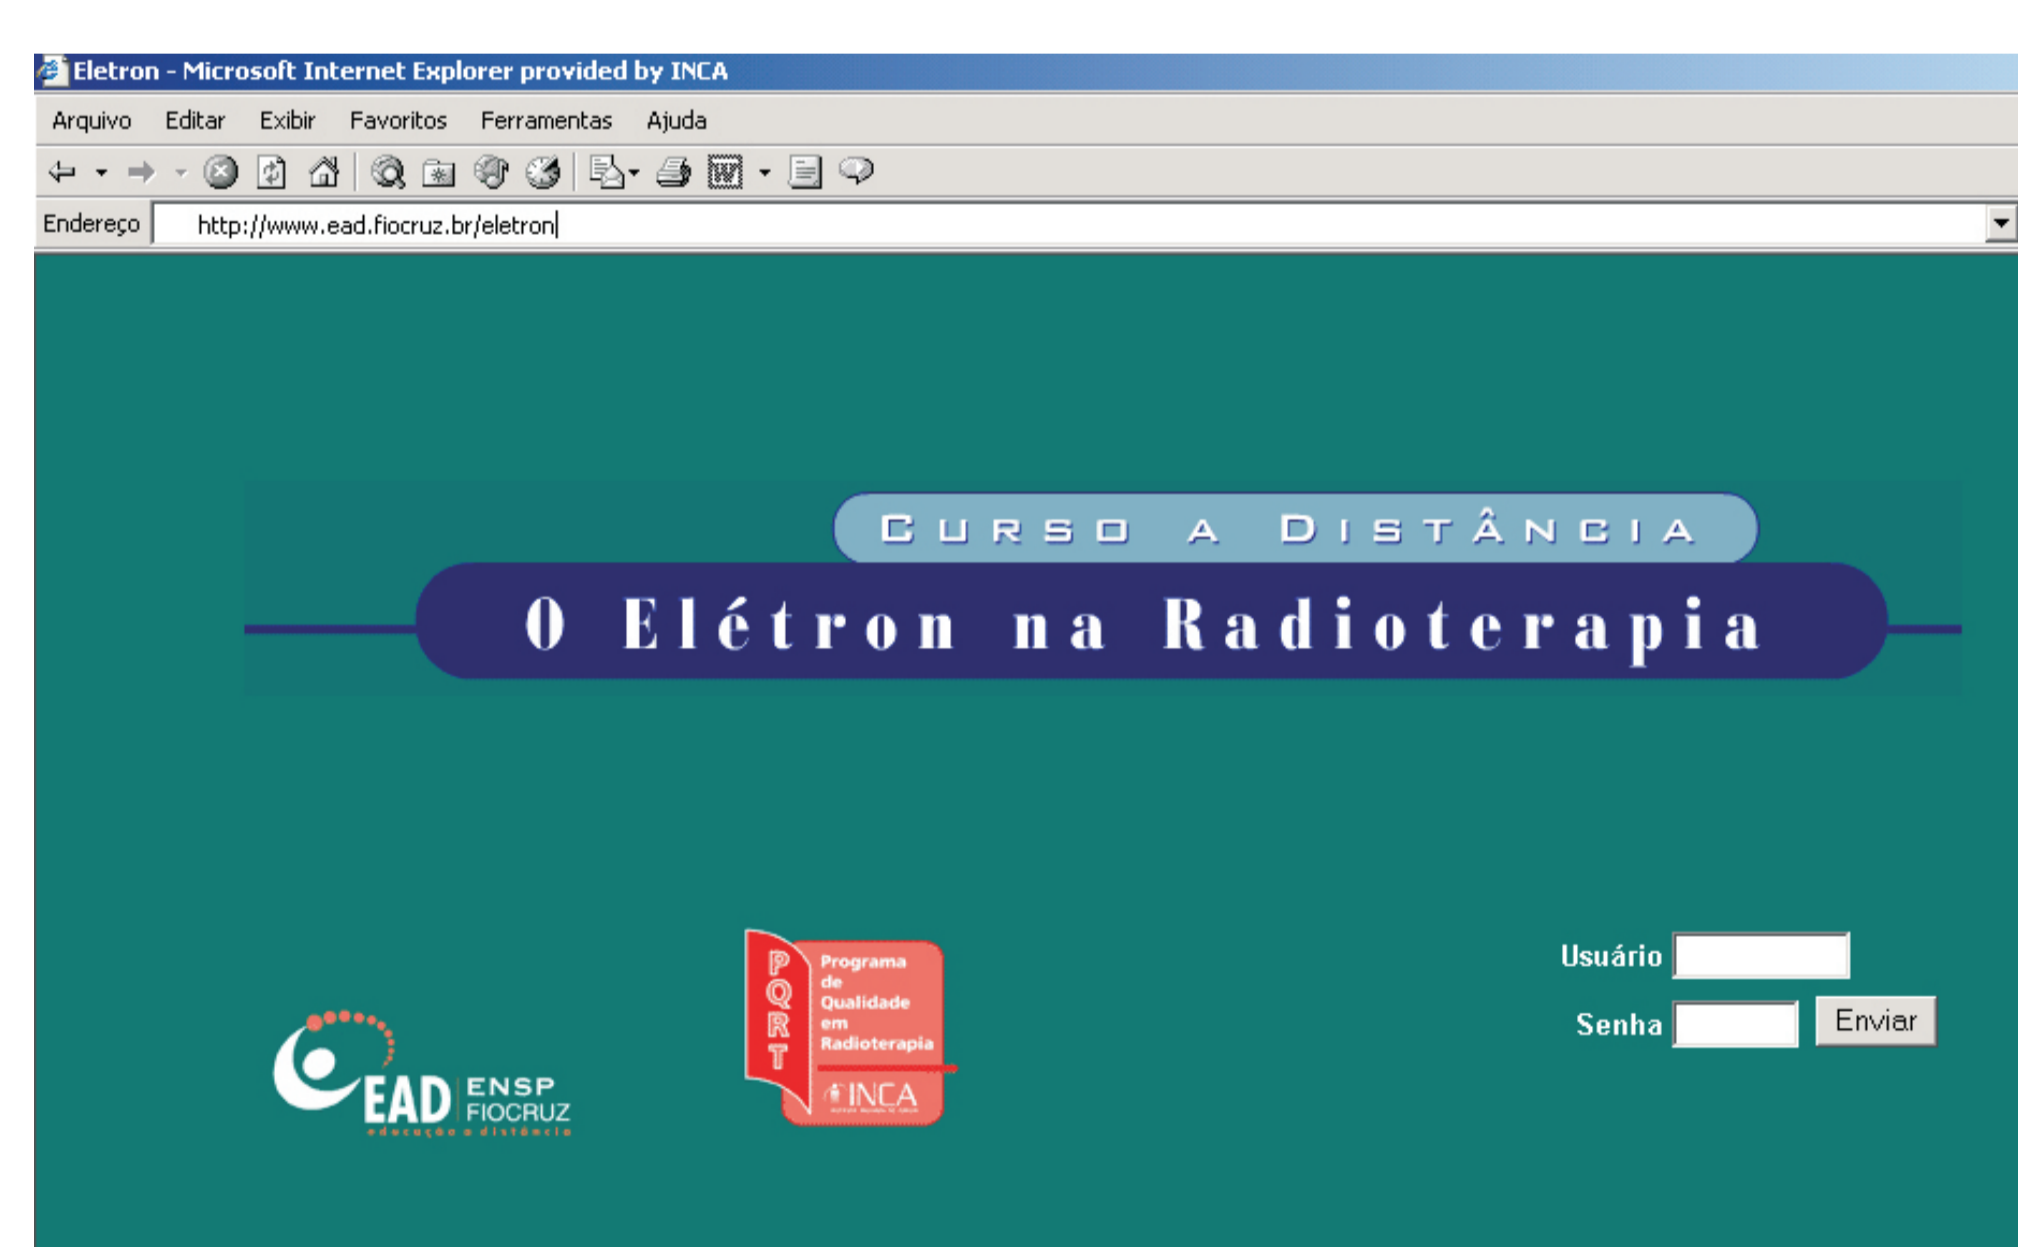 Eletron - Microsoft Internet Explorer provided by INCA
Arquivo Editar Exibir Favoritos Ferramentas Ajuda
Endereço http://www.ead.fiocruz.br/eletron
CURSO A DISTÂNCIA
O Elétron na Radioterapia
Usuário
Senha Enviar
PQRT
Programa
de
Qualidade
em
Radioterapia
INCA
EAD ENSP
FIOCRUZ
educação a distância